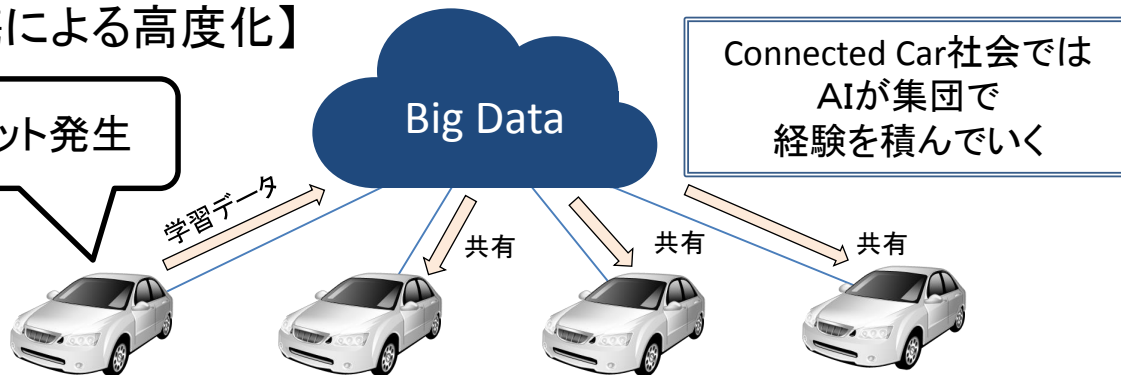 による高度化】
ット発生
Big Data
Connected Car社会では
AIが集団で
経験を積んでいく
学習データ
共有
共有
共有